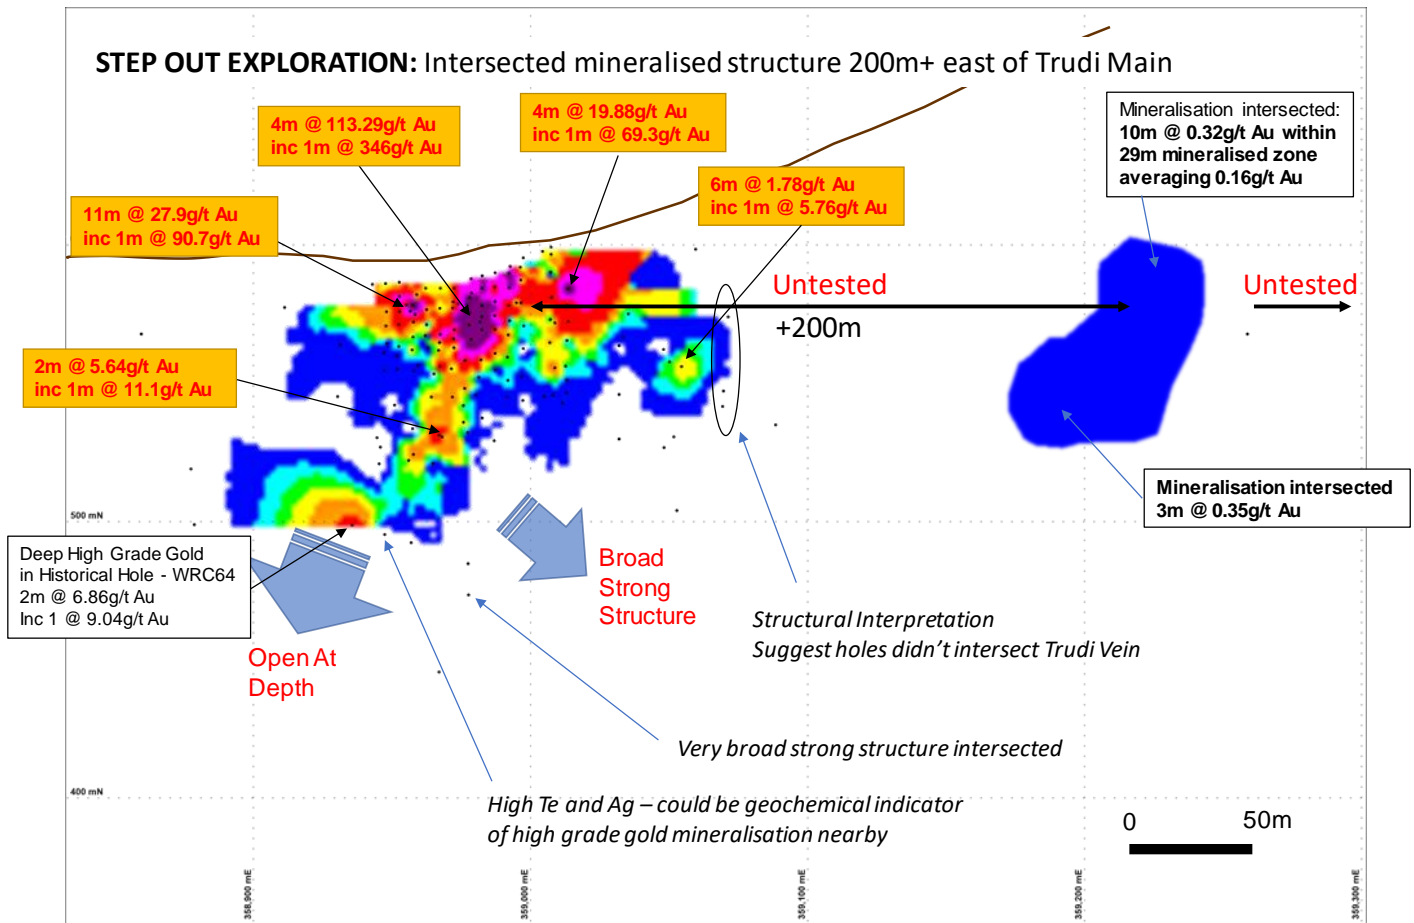 STEP OUT EXPLORATION: Intersected mineralised structure 200m+ east of Trudi Main
4m @ 113.29g/t Au
inc 1m @ 346g/t Au
4m @ 19.88g/t Au
inc 1m @ 69.3g/t Au
Mineralisation intersected:
10m @ 0.32g/t Au within
29m mineralised zone
averaging 0.16g/t Au
6m @ 1.78g/t Au
inc 1m @ 5.76g/t Au
11m @ 27.9g/t Au
inc 1m @ 90.7g/t Au
Untested
+200m
Untested
2m @ 5.64g/t Au
inc 1m @ 11.1g/t Au
Mineralisation intersected
3m @ 0.35g/t Au
500 mN
Deep High Grade Gold
in Historical Hole - WRC64
2m @ 6.86g/t Au
Inc 1 @ 9.04g/t Au
Broad
Strong
Structure
Structural Interpretation
Suggest holes didn't intersect Trudi Vein
Open At
Depth
Very broad strong structure intersected
400 mN
High Te and Ag – could be geochemical indicator
of high grade gold mineralisation nearby
0 50m
358,900 mE
359,000 mE
359,100 mE
359,200 mE
359,300 mE